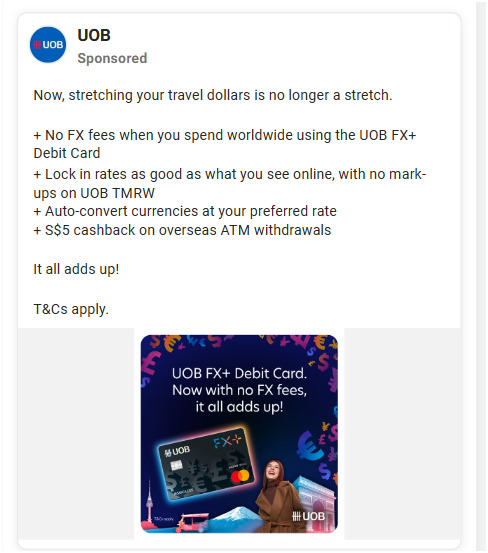 UOB
UOB
Sponsored
Now, stretching your travel dollars is no longer a stretch.
+ No FX fees when you spend worldwide using the UOB FX+
Debit Card
+ Lock in rates as good as what you see online, with no mark-
ups on UOB TMRW
+ Auto-convert currencies at your preferred rate
+ S$5 cashback on overseas ATM withdrawals
It all adds up!
T&Cs apply.
UOB FX+ Debit Card.
Now with no FX fees,
it all adds up!
UOB
FX+
T&Cs apply
UOB